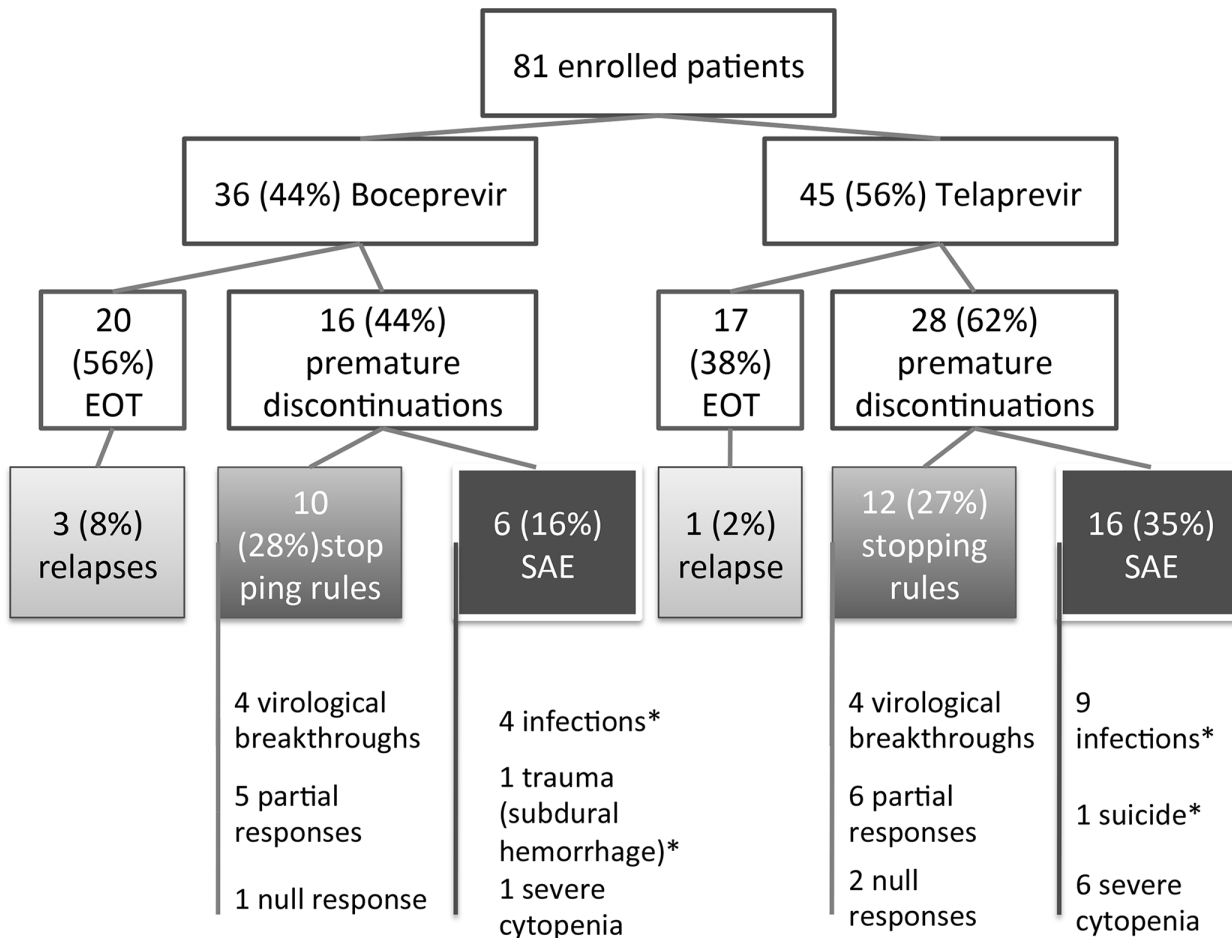 81 enrolled patients
36 (44%) Boceprevir
45 (56%) Telaprevir
20
(56%)
EOT
16 (44%)
premature
discontinuations
17
(38%)
EOT
28 (62%)
premature
discontinuations
3 (8%)
relapses
10
(28%)stop
ping rules
6 (16%)
SAE
1 (2%)
relapse
12 (27%)
stopping
rules
16 (35%)
SAE
4 virological
breakthroughs
5 partial
responses
1 null response
4 infections*
1 trauma
(subdural
hemorrhage)*
1 severe
cytopenia
4 virological
breakthroughs
6 partial
responses
2 null
responses
9
infections*
1 suicide*
6 severe
cytopenia